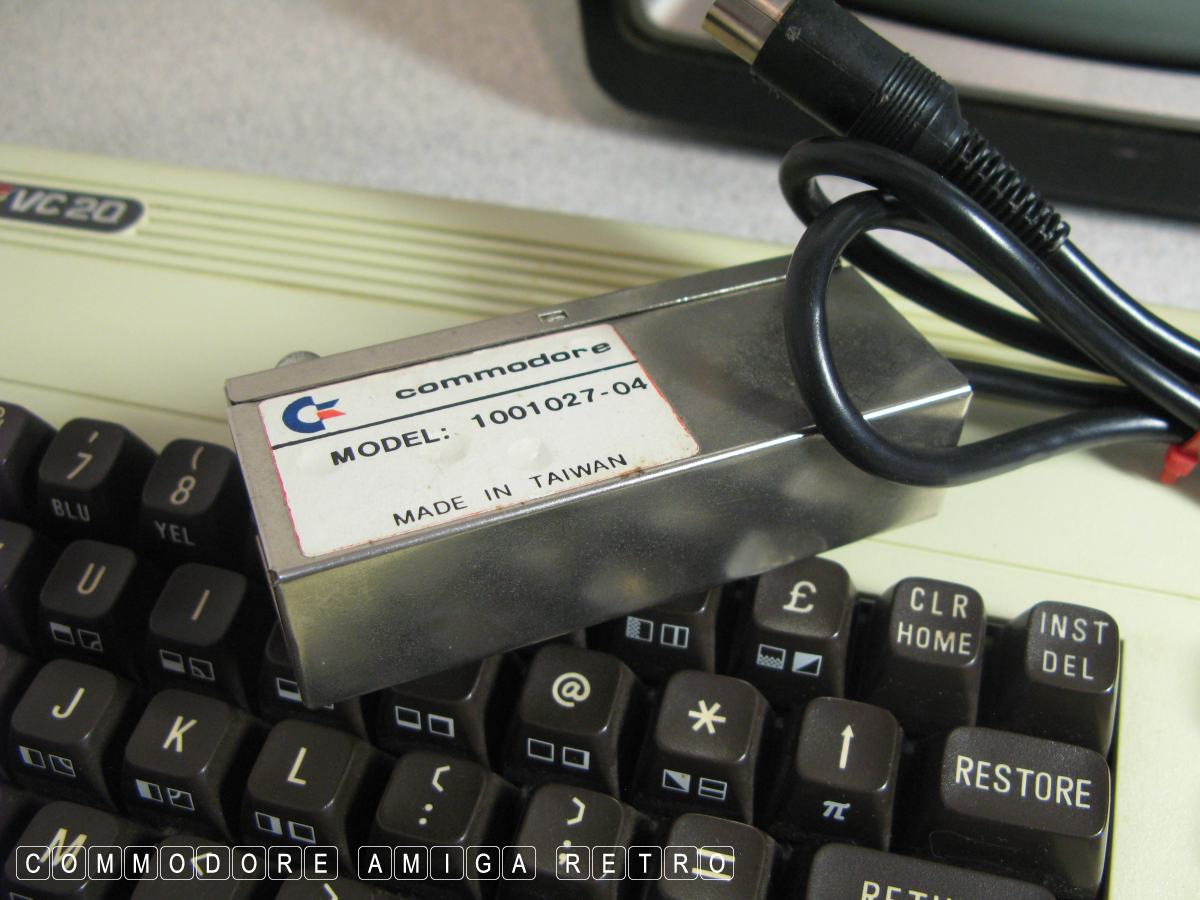 VC 20
commodore
MODEL: 1001027-04
MADE IN TAIWAN
7
BLU
(
8
YEL
£
CLR
HOME
INST
DEL
U
I
@
*
↑
π
RESTORE
J
K
L
[
:
]
;
M
<
=
>
COMMODORE AMIGA RETRO